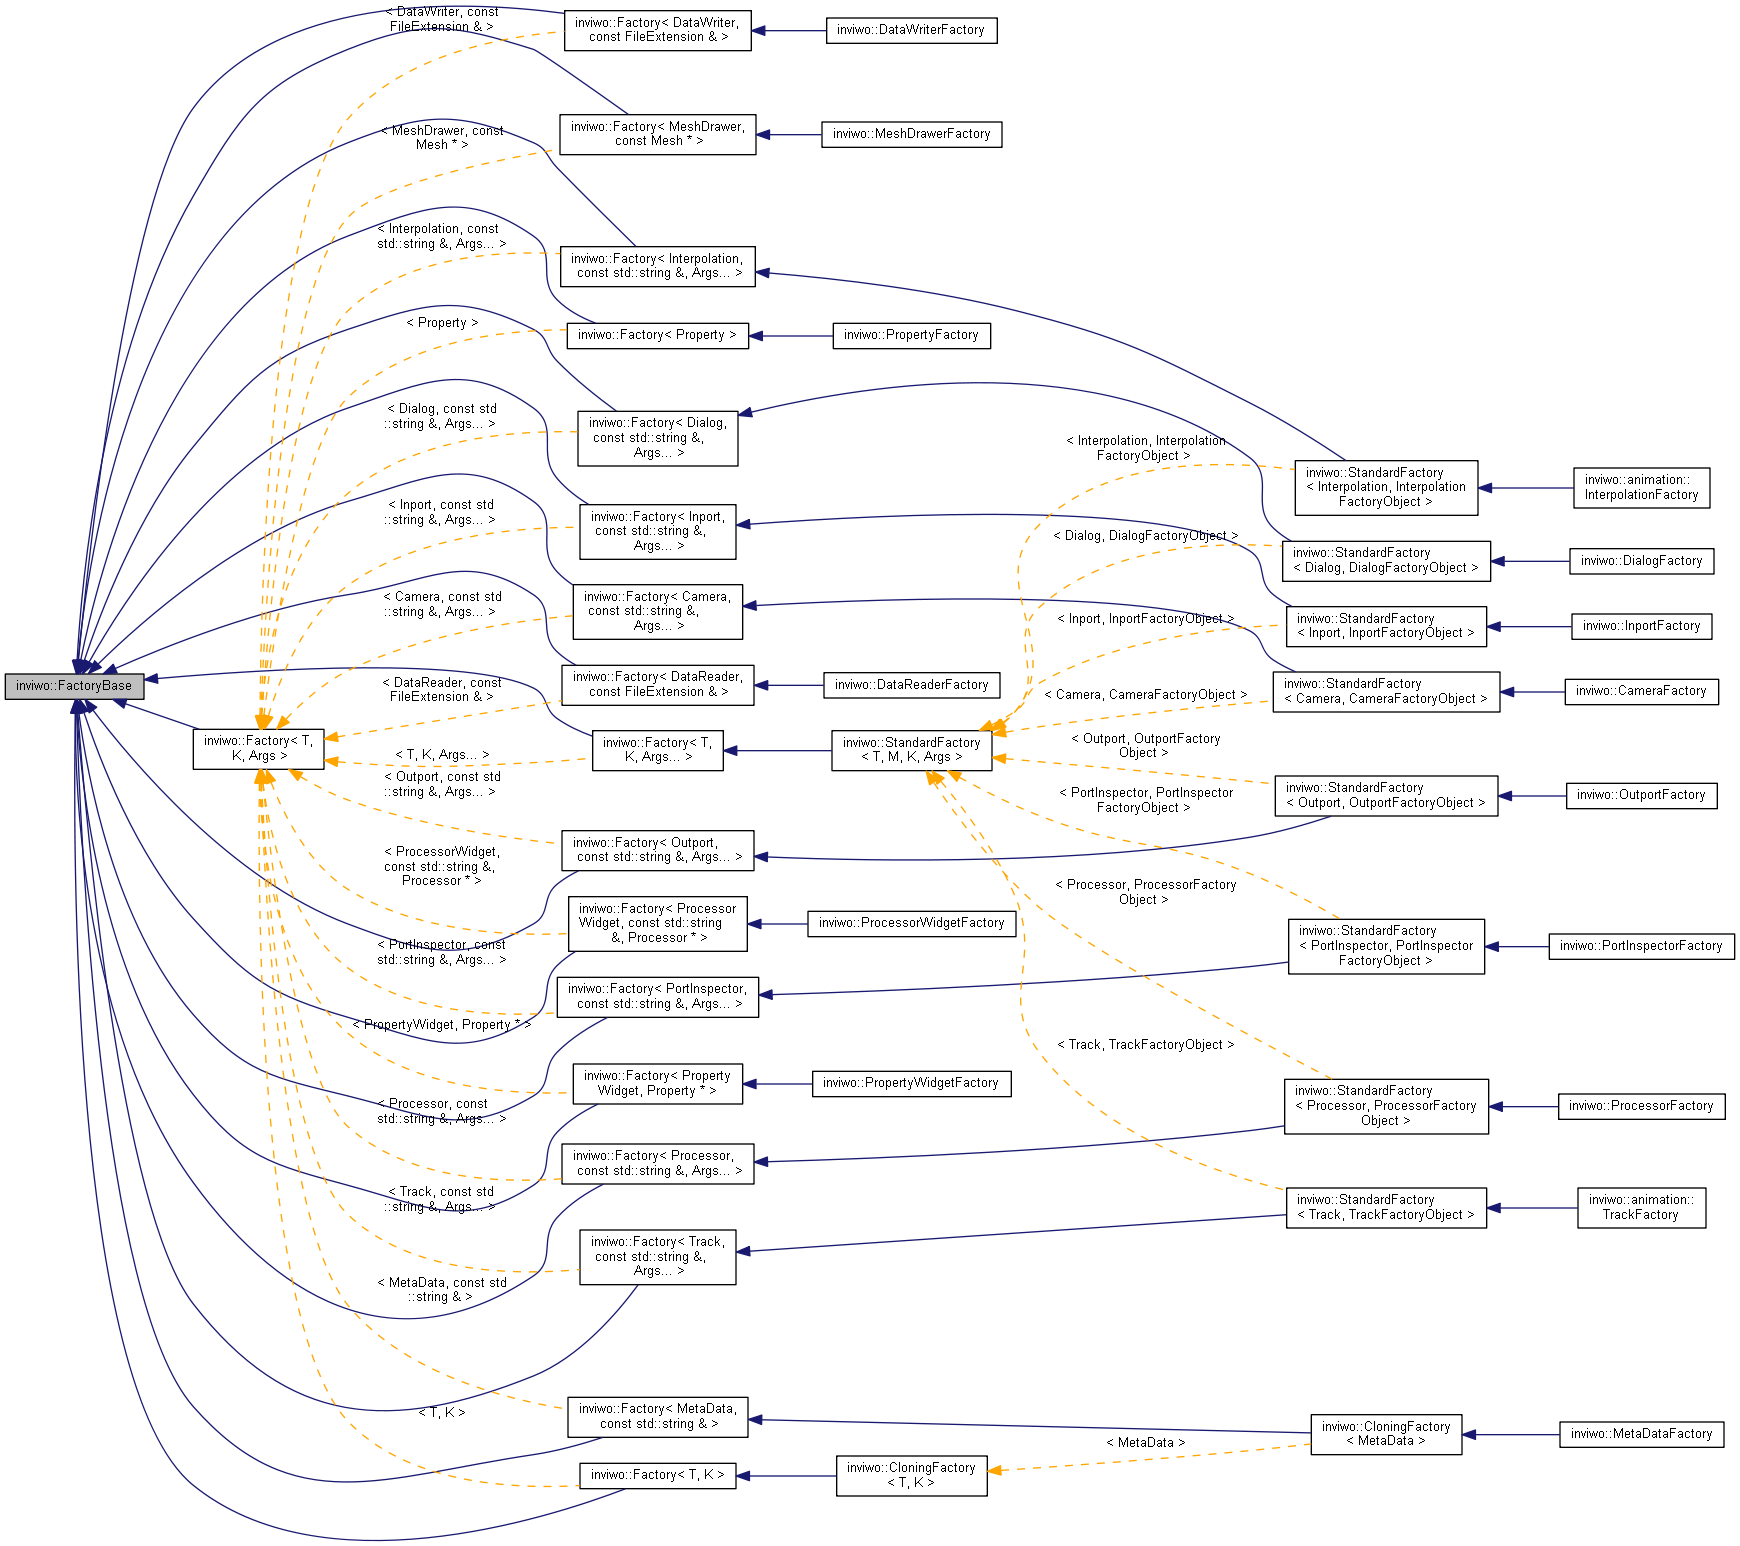 inviwo::FactoryBase
inviwo::Factory< T,
K, Args >
< DataWriter, const
FileExtension & >
< MeshDrawer, const
Mesh * >
< Interpolation, const
std::string &, Args... >
< Property >
< Dialog, const std
::string &, Args... >
< Inport, const std
::string &, Args... >
< Camera, const std
::string &, Args... >
< DataReader, const
FileExtension & >
< T, K, Args... >
< Outport, const std
::string &, Args... >
< ProcessorWidget,
const std::string &,
Processor * >
< PortInspector, const
std::string &, Args... >
< PropertyWidget, Property * >
< Processor, const
std::string &, Args... >
< Track, const std
::string &, Args... >
< MetaData, const std
::string & >
< T, K >
inviwo::Factory< DataWriter,
const FileExtension & >
inviwo::DataWriterFactory
inviwo::Factory< MeshDrawer,
const Mesh * >
inviwo::MeshDrawerFactory
inviwo::Factory< Interpolation,
const std::string &, Args... >
inviwo::Factory< Property >
inviwo::PropertyFactory
inviwo::Factory< Dialog,
const std::string &,
Args... >
inviwo::Factory< Inport,
const std::string &,
Args... >
inviwo::Factory< Camera,
const std::string &,
Args... >
inviwo::Factory< DataReader,
const FileExtension & >
inviwo::DataReaderFactory
inviwo::Factory< T,
K, Args... >
inviwo::StandardFactory
< T, M, K, Args >
inviwo::Factory< Outport,
const std::string &, Args... >
inviwo::Factory< Processor
Widget, const std::string
&, Processor * >
inviwo::ProcessorWidgetFactory
inviwo::Factory< PortInspector,
const std::string &, Args... >
inviwo::Factory< Property
Widget, Property * >
inviwo::PropertyWidgetFactory
inviwo::Factory< Processor,
const std::string &, Args... >
inviwo::Factory< Track,
const std::string &,
Args... >
inviwo::Factory< MetaData,
const std::string & >
inviwo::Factory< T, K >
inviwo::CloningFactory
< T, K >
< Interpolation, Interpolation
FactoryObject >
< Dialog, DialogFactoryObject >
< Inport, InportFactoryObject >
< Camera, CameraFactoryObject >
< Outport, OutportFactory
Object >
< PortInspector, PortInspector
FactoryObject >
< Processor, ProcessorFactory
Object >
< Track, TrackFactoryObject >
< MetaData >
inviwo::StandardFactory
< Interpolation, Interpolation
FactoryObject >
inviwo::animation::
InterpolationFactory
inviwo::StandardFactory
< Dialog, DialogFactoryObject >
inviwo::DialogFactory
inviwo::StandardFactory
< Inport, InportFactoryObject >
inviwo::InportFactory
inviwo::StandardFactory
< Camera, CameraFactoryObject >
inviwo::CameraFactory
inviwo::StandardFactory
< Outport, OutportFactoryObject >
inviwo::OutportFactory
inviwo::StandardFactory
< PortInspector, PortInspector
FactoryObject >
inviwo::PortInspectorFactory
inviwo::StandardFactory
< Processor, ProcessorFactory
Object >
inviwo::ProcessorFactory
inviwo::StandardFactory
< Track, TrackFactoryObject >
inviwo::animation::
TrackFactory
inviwo::CloningFactory
< MetaData >
inviwo::MetaDataFactory